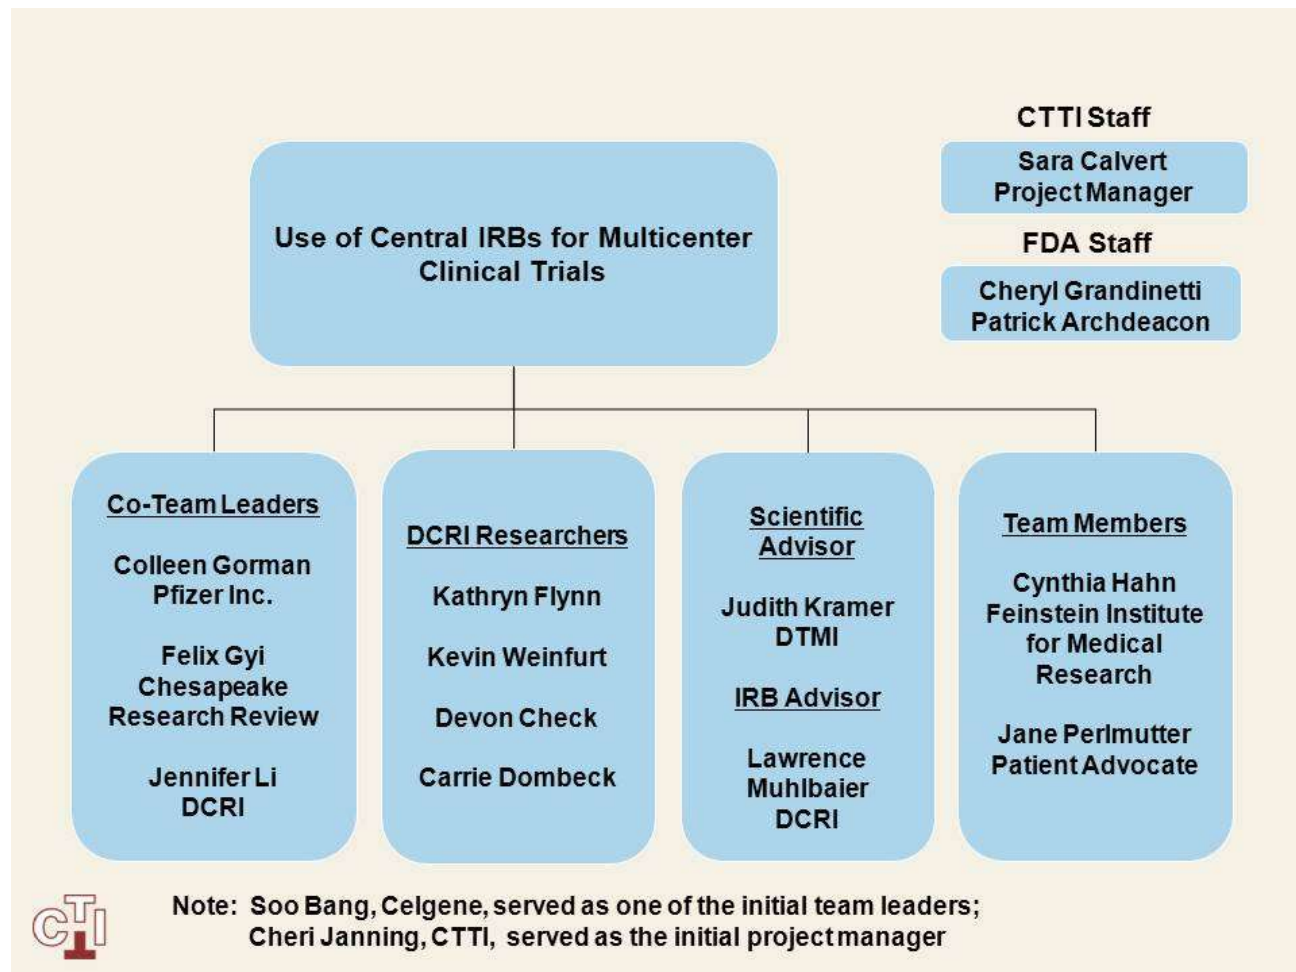 CTTI Staff
Sara Calvert
Project Manager
FDA Staff
Cheryl Grandinetti
Patrick Archdeacon
Use of Central IRBs for Multicenter
Clinical Trials
Co-Team Leaders
Colleen Gorman
Pfizer Inc.
Felix Gyi
Chesapeake
Research Review
Jennifer Li
DCRI
DCRI Researchers
Kathryn Flynn
Kevin Weinfurt
Devon Check
Carrie Dombeck
Scientific
Advisor
Judith Kramer
DTMI
IRB Advisor
Lawrence
Muhlbaier
DCRI
Team Members
Cynthia Hahn
Feinstein Institute
for Medical
Research
Jane Perlmutter
Patient Advocate
CTTI
Note: Soo Bang, Celgene, served as one of the initial team leaders;
Cheri Janning, CTTI, served as the initial project manager